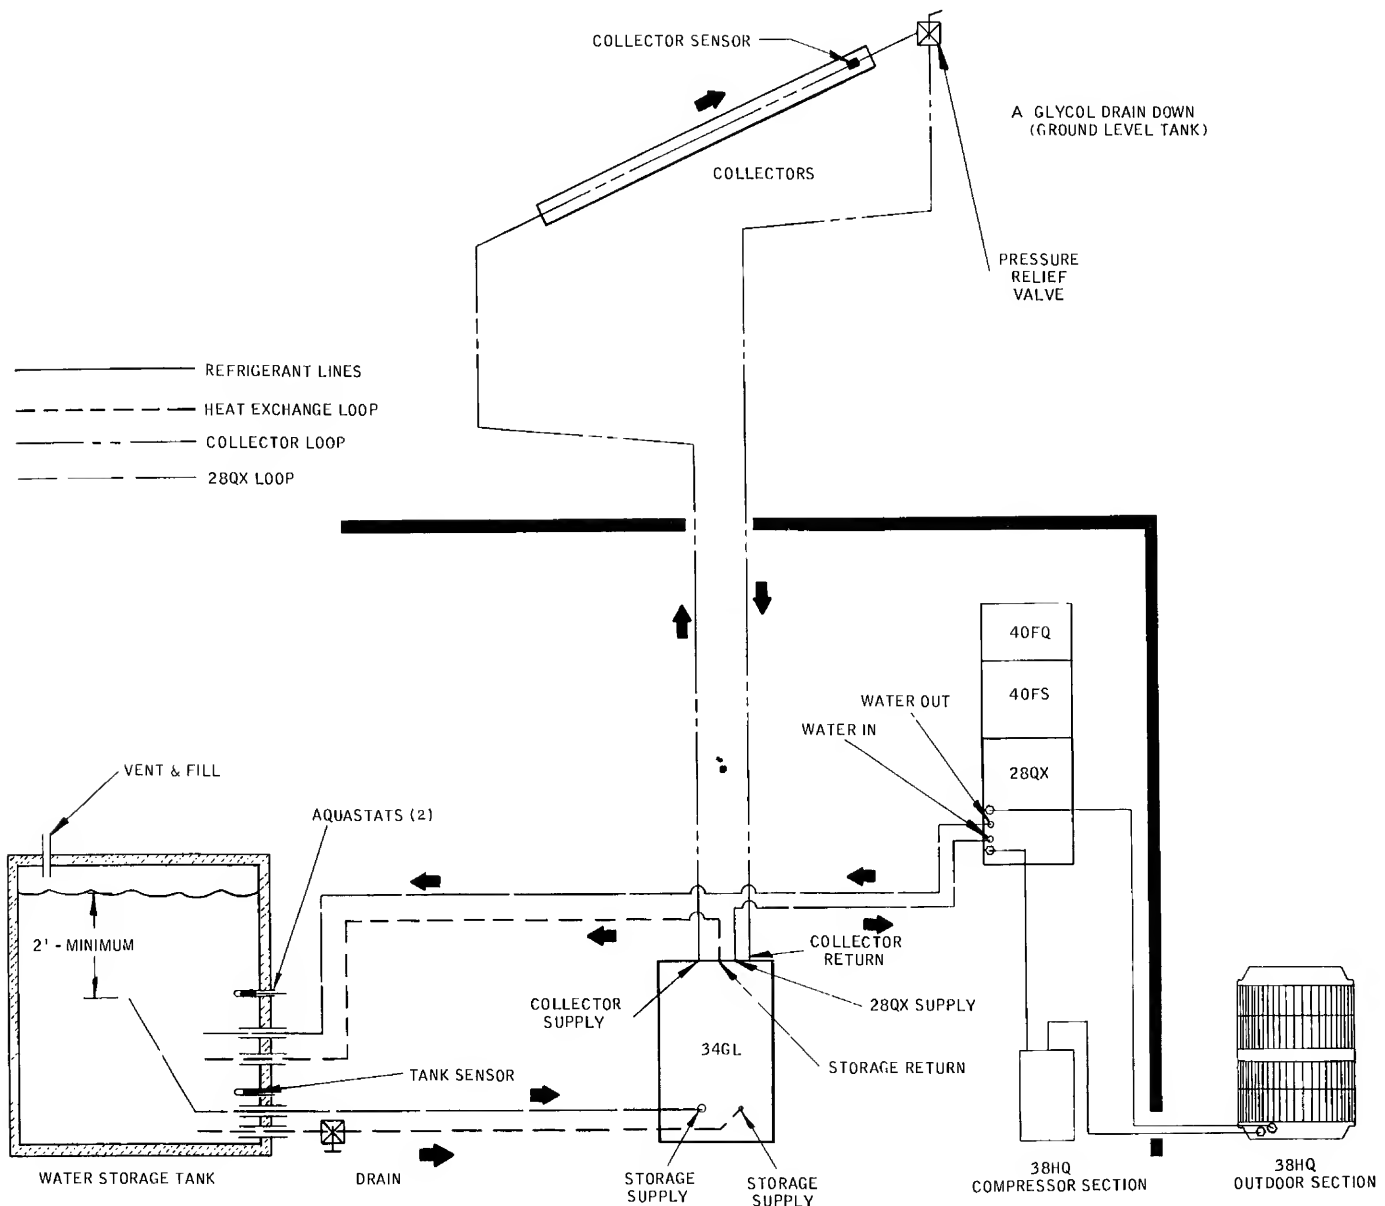 COLLECTOR SENSOR
A GLYCOL DRAIN DOWN
(GROUND LEVEL TANK)
COLLECTORS
PRESSURE
RELIEF
VALVE
REFRIGERANT LINES
HEAT EXCHANGE LOOP
COLLECTOR LOOP
28QX LOOP
40FQ
40FS
28QX
WATER OUT
WATER IN
VENT & FILL
AQUASTATS (2)
2' - MINIMUM
COLLECTOR
RETURN
COLLECTOR
SUPPLY
28QX SUPPLY
34GL
STORAGE RETURN
TANK SENSOR
WATER STORAGE TANK
DRAIN
STORAGE
SUPPLY
STORAGE
SUPPLY
38HQ
COMPRESSOR SECTION
38HQ
OUTDOOR SECTION